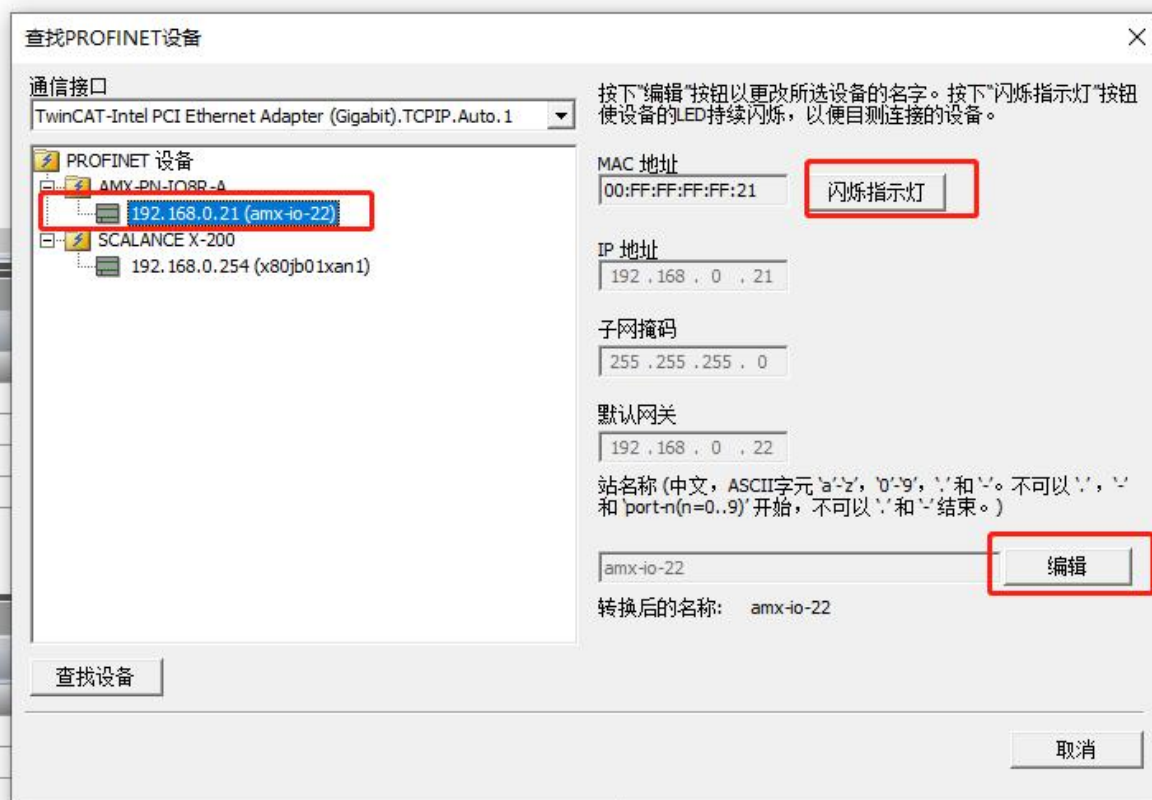 查找PROFINET设备
通信接口
TwinCAT-Intel PCI Ethernet Adapter (Gigabit).TCPIP.Auto.1
PROFINET 设备
AMX-PN-IO8R-A
192.168.0.21 (amx-io-22)
SCALANCE X-200
192.168.0.254 (x80jb01xan1)
查找设备
按下"编辑"按钮以更改所选设备的名字。按下"闪烁指示灯"按钮
使设备的LED持续闪烁，以便目测连接的设备。
MAC 地址
00:FF:FF:FF:FF:21
闪烁指示灯
IP 地址
192 .168 . 0 . 21
子网掩码
255 .255 .255 . 0
默认网关
192 .168 . 0 . 22
站名称 (中文，ASCII字元 'a'-'z'，'0'-'9'，'.' 和 '-'。不可以 '.'，'-'
和 'port-n(n=0..9)' 开始，不可以 '.' 和 '-' 结束。)
amx-io-22
编辑
转换后的名称: amx-io-22
取消